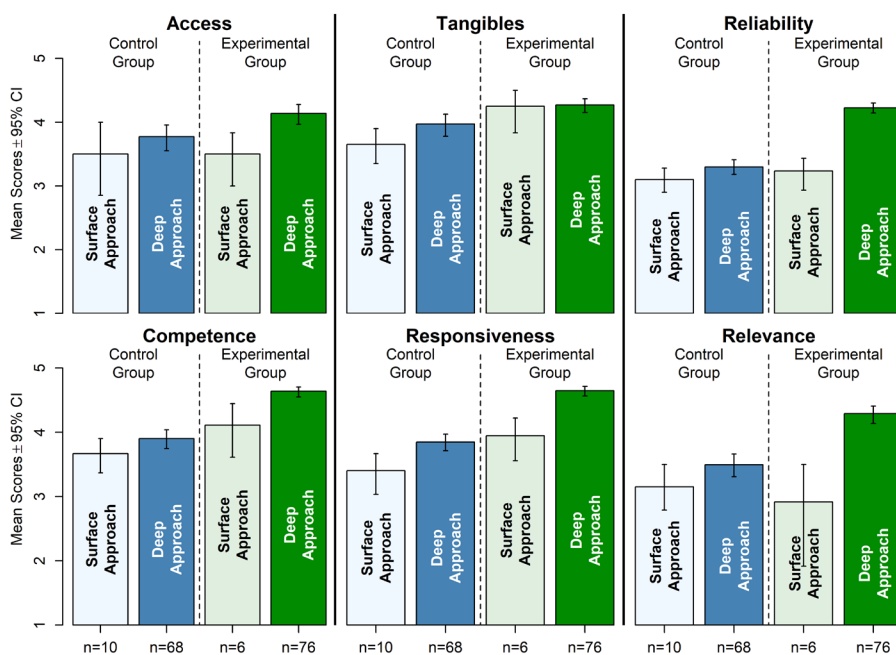 Access
Tangibles
Reliability
Control
Group
Experimental
Group
Control
Group
Experimental
Group
Control
Group
Experimental
Group
Mean Scores ± 95% CI
5
4
3
2
1
Surface
Approach
Deep
Approach
Surface
Approach
Deep
Approach
Surface
Approach
Deep
Approach
Surface
Approach
Deep
Approach
Surface
Approach
Deep
Approach
Surface
Approach
Deep
Approach
Competence
Responsiveness
Relevance
Control
Group
Experimental
Group
Control
Group
Experimental
Group
Control
Group
Experimental
Group
Mean Scores ± 95% CI
5
4
3
2
1
Surface
Approach
Deep
Approach
Surface
Approach
Deep
Approach
Surface
Approach
Deep
Approach
Surface
Approach
Deep
Approach
Surface
Approach
Deep
Approach
Surface
Approach
Deep
Approach
n=10 n=68 n=6 n=76 n=10 n=68 n=6 n=76 n=10 n=68 n=6 n=76